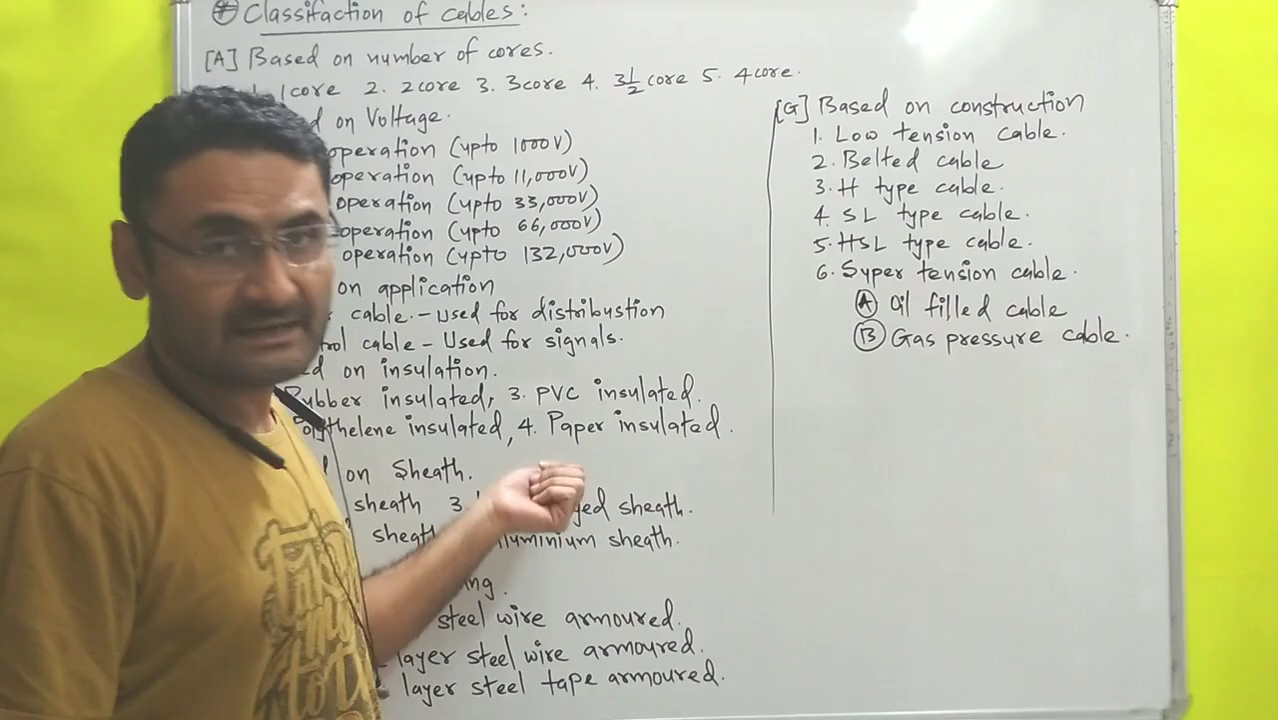 Classifaction of cables:
[A] Based on number of cores.
1core 2. 2core 3. 3core 4. 3 1/2 core 5. 4core.
on Voltage.
operation (upto 1000V)
operation (upto 11,000V)
operation (upto 33,000V)
operation (upto 66,000V)
operation (upto 132,000V)
on application
cable.- Used for distribustion
cable - Used for signals.
on insulation.
Rubber insulated, 3. PVC insulated.
insulated, 4. Paper insulated.
on Sheath.
sheath 3. sheath.
sheath aluminium sheath.
steel wire armoured.
layer steel wire armoured.
layer steel tape armoured.
[G] Based on construction
1. Low tension cable.
2. Belted cable
3. H type cable.
4. SL type cable.
5. HSL type cable.
6. Syper tension cable.
(A) Oil filled cable
(B) Gas pressure cable.